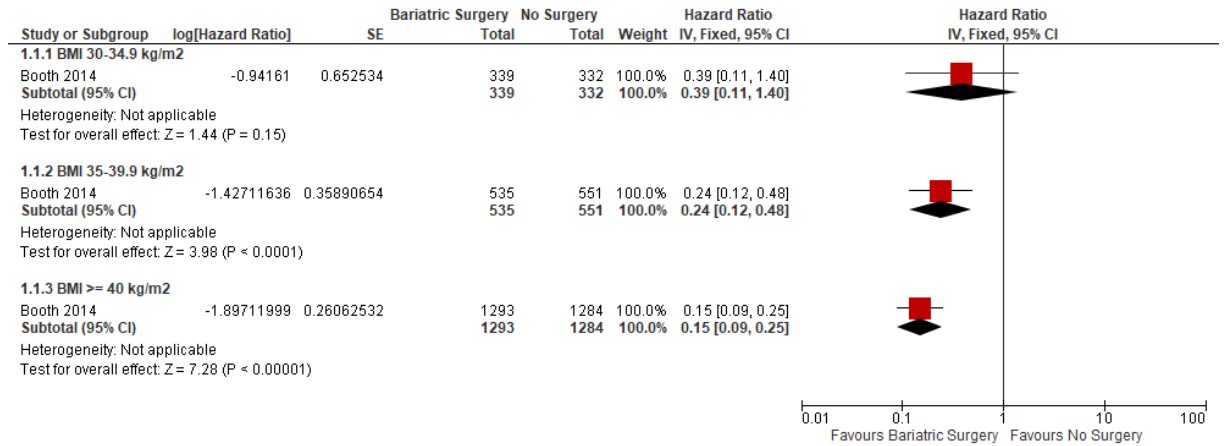 Bariatric Surgery No Surgery Hazard Ratio Hazard Ratio
Study or Subgroup log[Hazard Ratio] SE Total Total Weight IV, Fixed, 95% CI IV, Fixed, 95% CI
1.1.1 BMI 30-34.9 kg/m2
Booth 2014 -0.94161 0.652534 339 332 100.0% 0.39 [0.11, 1.40]
Subtotal (95% CI) 339 332 100.0% 0.39 [0.11, 1.40]
Heterogeneity: Not applicable
Test for overall effect: Z = 1.44 (P = 0.15)
1.1.2 BMI 35-39.9 kg/m2
Booth 2014 -1.42711636 0.35890654 535 551 100.0% 0.24 [0.12, 0.48]
Subtotal (95% CI) 535 551 100.0% 0.24 [0.12, 0.48]
Heterogeneity: Not applicable
Test for overall effect: Z = 3.98 (P < 0.0001)
1.1.3 BMI >= 40 kg/m2
Booth 2014 -1.89711999 0.26062532 1293 1284 100.0% 0.15 [0.09, 0.25]
Subtotal (95% CI) 1293 1284 100.0% 0.15 [0.09, 0.25]
Heterogeneity: Not applicable
Test for overall effect: Z = 7.28 (P < 0.00001)
0.01 0.1 1 10 100
Favours Bariatric Surgery Favours No Surgery